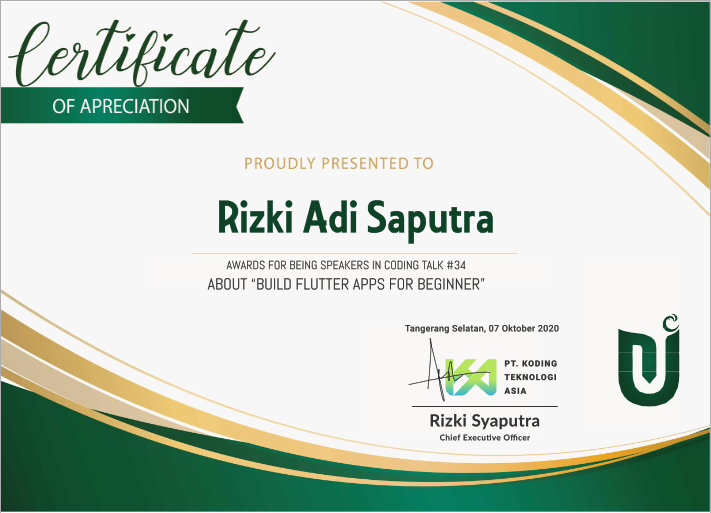 Certificate
OF APRECIATION
PROUDLY PRESENTED TO
Rizki Adi Saputra
AWARDS FOR BEING SPEAKERS IN CODING TALK #34
ABOUT “BUILD FLUTTER APPS FOR BEGINNER”
Tangerang Selatan, 07 Oktober 2020
PT. KODING
TEKNOLOGI
ASIA
Rizki Syaputra
Chief Executive Officer